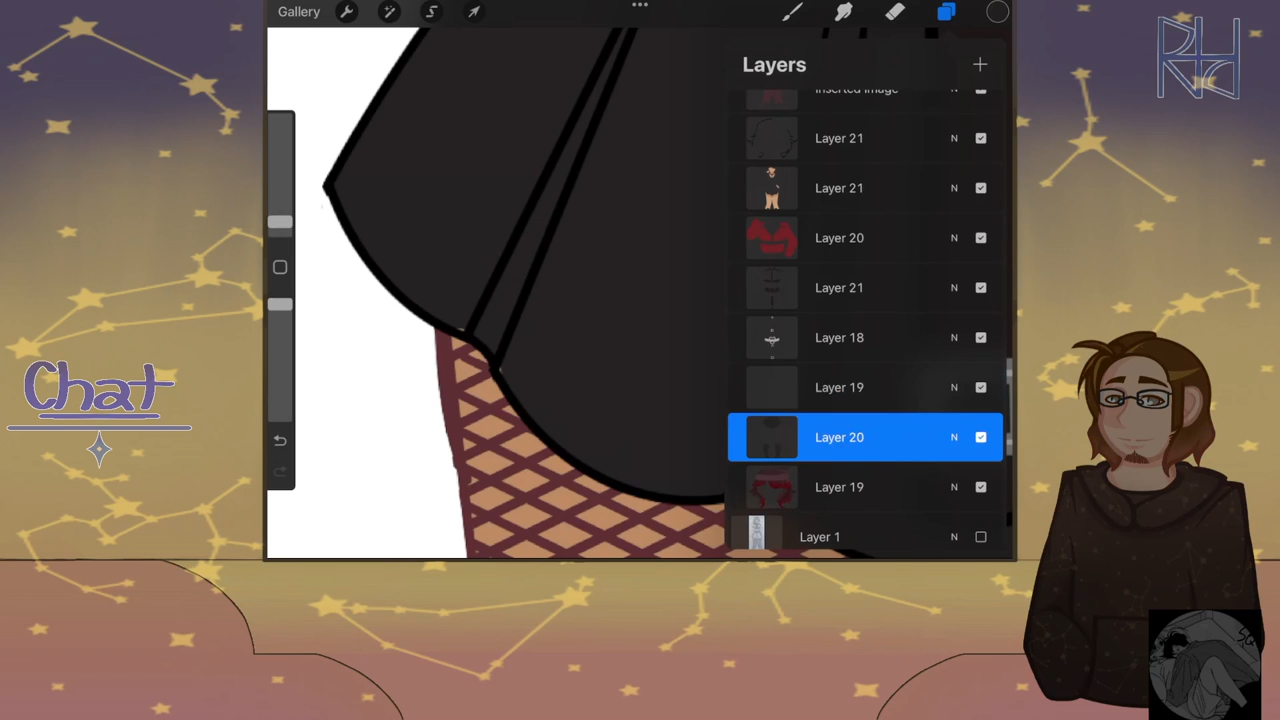 Gallery
Layers
Inserted Image N
Layer 21 N
Layer 21 N
Layer 20 N
Layer 21 N
Layer 18 N
Layer 19 N
Layer 20 N
Layer 19 N
Layer 1 N
Chat